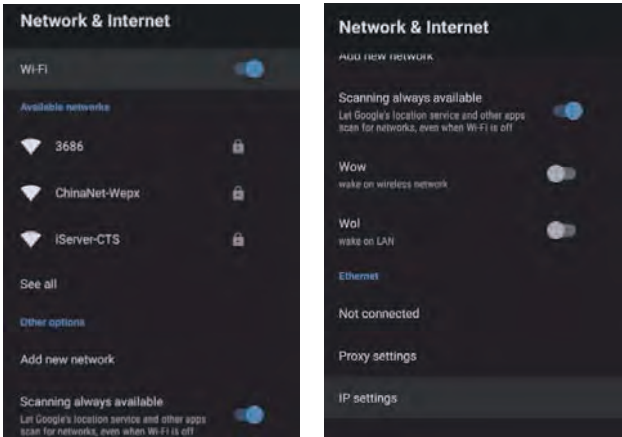 Network & Internet
Wi-Fi
Available networks
3686
ChinaNet-Wepx
iServer-CTS
See all
Other options
Add new network
Scanning always available
Let Google's location service and other apps
scan for networks, even when Wi-Fi is off
Network & Internet
Add new network
Scanning always available
Let Google's location service and other apps
scan for networks, even when Wi-Fi is off
Wow
wake on wireless network
Wol
wake on LAN
Ethernet
Not connected
Proxy settings
IP settings